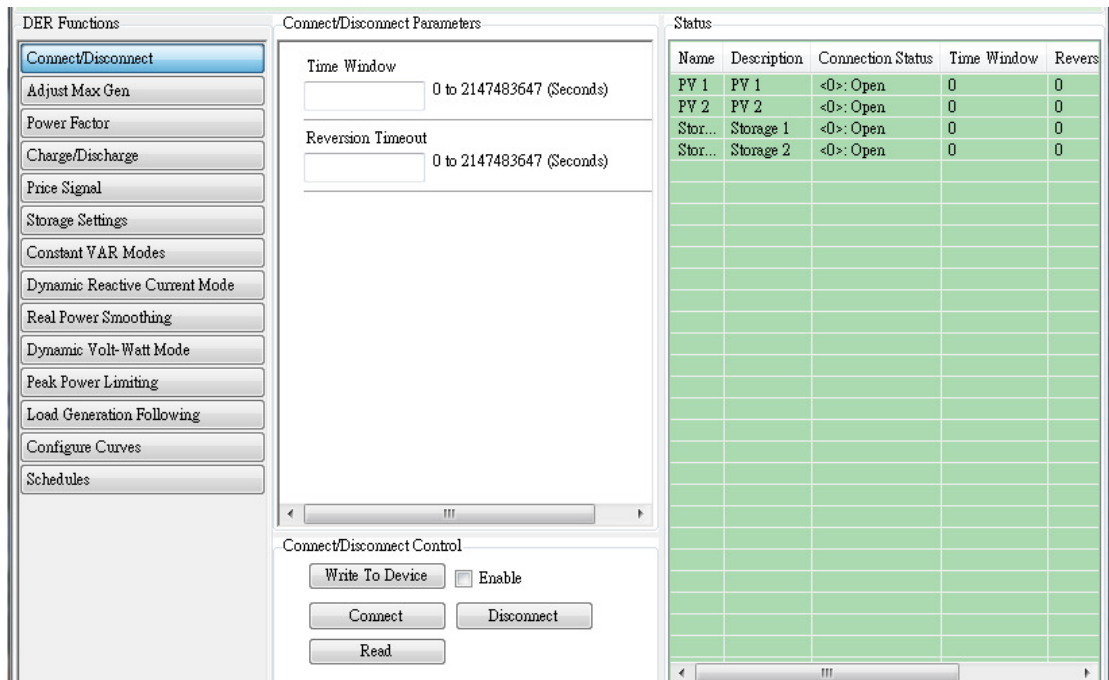 DER Functions
Connect/Disconnect
Adjust Max Gen
Power Factor
Charge/Discharge
Price Signal
Storage Settings
Constant VAR Modes
Dynamic Reactive Current Mode
Real Power Smoothing
Dynamic Volt-Watt Mode
Peak Power Limiting
Load Generation Following
Configure Curves
Schedules
Connect/Disconnect Parameters
Time Window
0 to 2147483647 (Seconds)
Reversion Timeout
0 to 2147483647 (Seconds)
Connect/Disconnect Control
Write To Device Enable
Connect Disconnect
Read
Status
Name Description Connection Status Time Window Revers
PV 1 PV 1 <0>: Open 0 0
PV 2 PV 2 <0>: Open 0 0
Stor... Storage 1 <0>: Open 0 0
Stor... Storage 2 <0>: Open 0 0